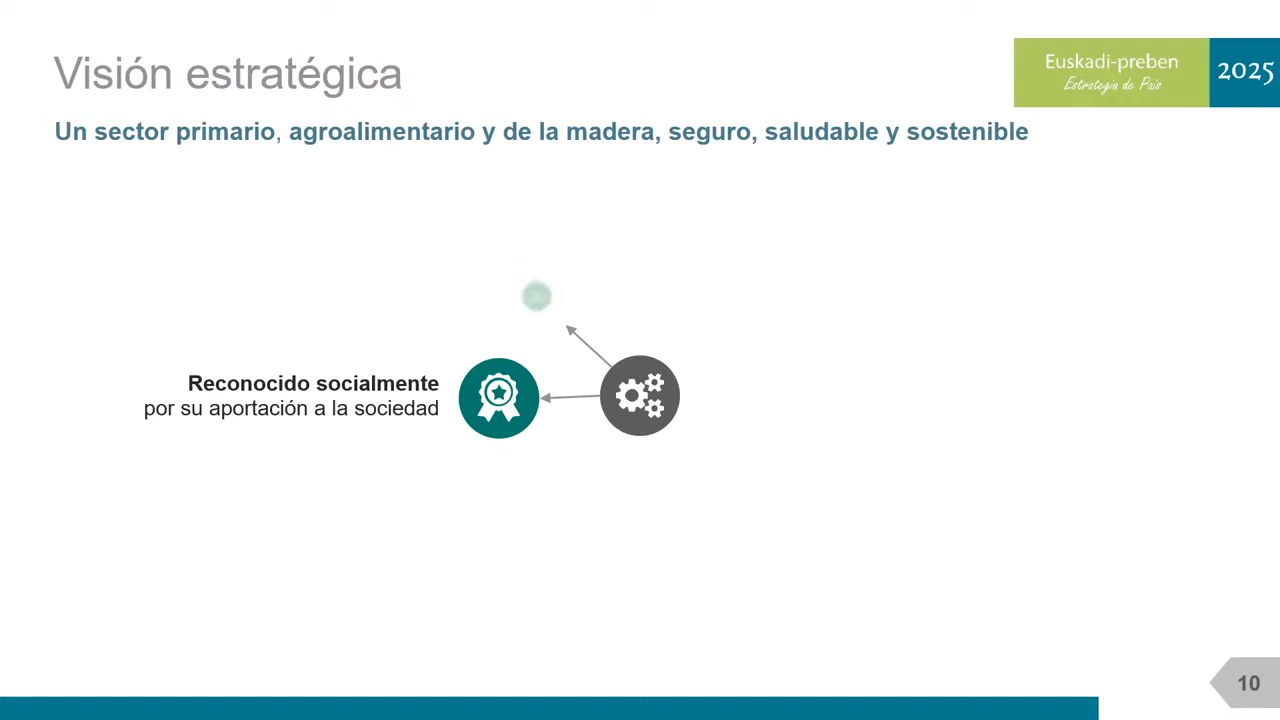 Visión estratégica
Euskadi-preben
Estrategia de País
2025
Un sector primario, agroalimentario y de la madera, seguro, saludable y sostenible
Reconocido socialmente
por su aportación a la sociedad
10